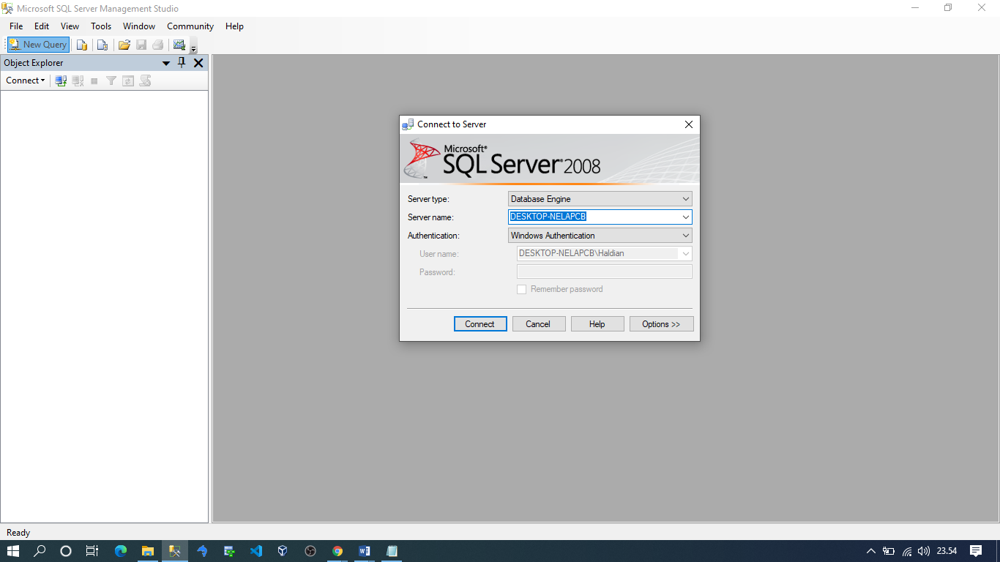 Microsoft SQL Server Management Studio
File Edit View Tools Window Community Help
New Query
Object Explorer
Connect
Connect to Server
Microsoft®
SQL Server® 2008
Server type: Database Engine
Server name: DESKTOP-NELAPCB
Authentication: Windows Authentication
User name: DESKTOP-NELAPCB\Haldian
Password:
Remember password
Connect Cancel Help Options >>
Ready
23.54